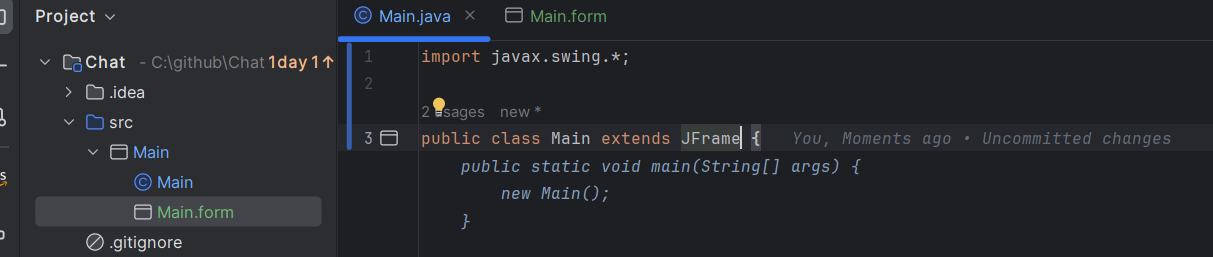 Project
Main.java
Main.form
Chat - C:\github\Chat 1day 1↑
.idea
src
Main
Main
Main.form
.gitignore
1 import javax.swing.*;
2
2 usages new *
3 public class Main extends JFrame { You, Moments ago • Uncommitted changes
public static void main(String[] args) {
new Main();
}